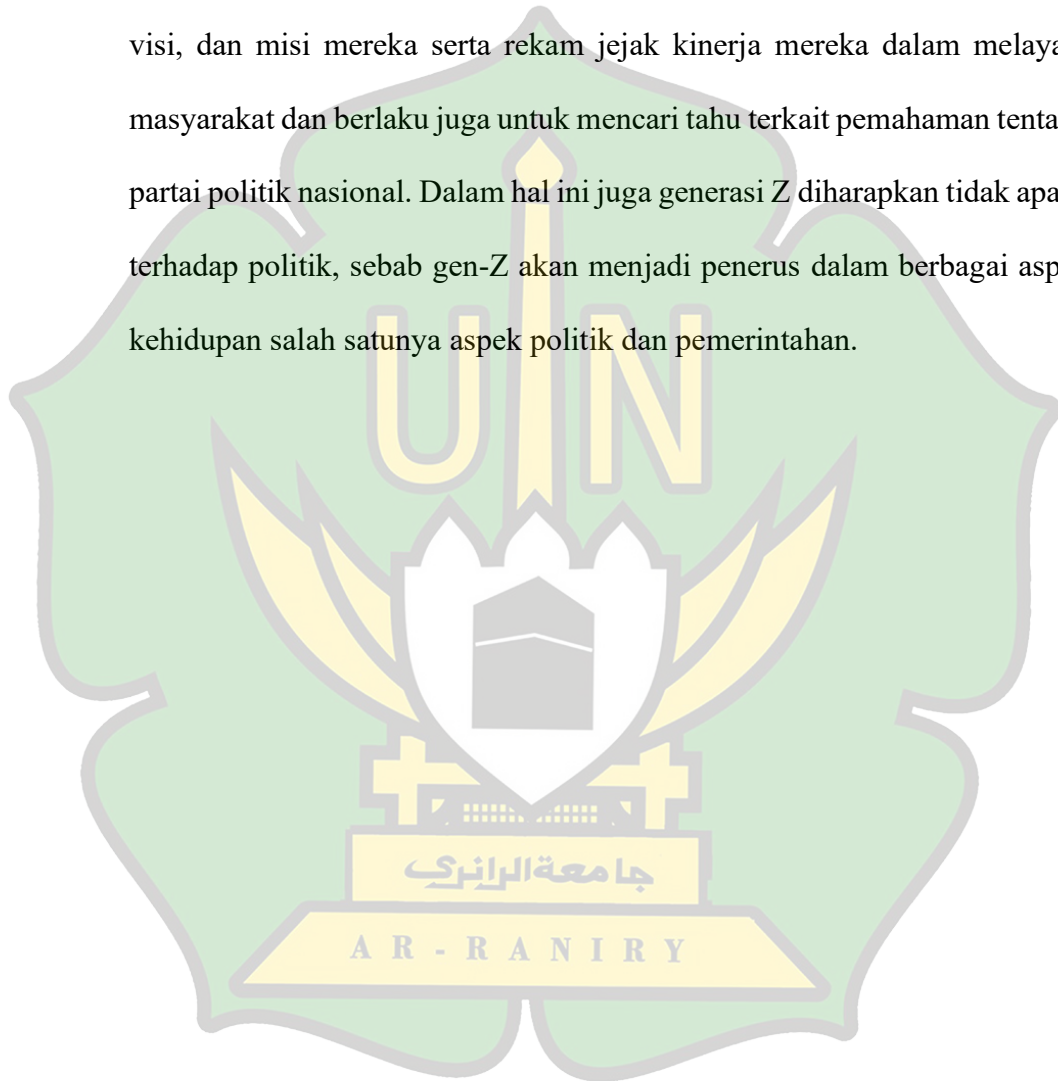 visi, dan misi mereka serta rekam jejak kinerja mereka dalam melaya
masyarakat dan berlaku juga untuk mencari tahu terkait pemahaman tenta
partai politik nasional. Dalam hal ini juga generasi Z diharapkan tidak apa
terhadap politik, sebab gen-Z akan menjadi penerus dalam berbagai asp
kehidupan salah satunya aspek politik dan pemerintahan.
UIN
جامعةالرانري
AR-RANIRY